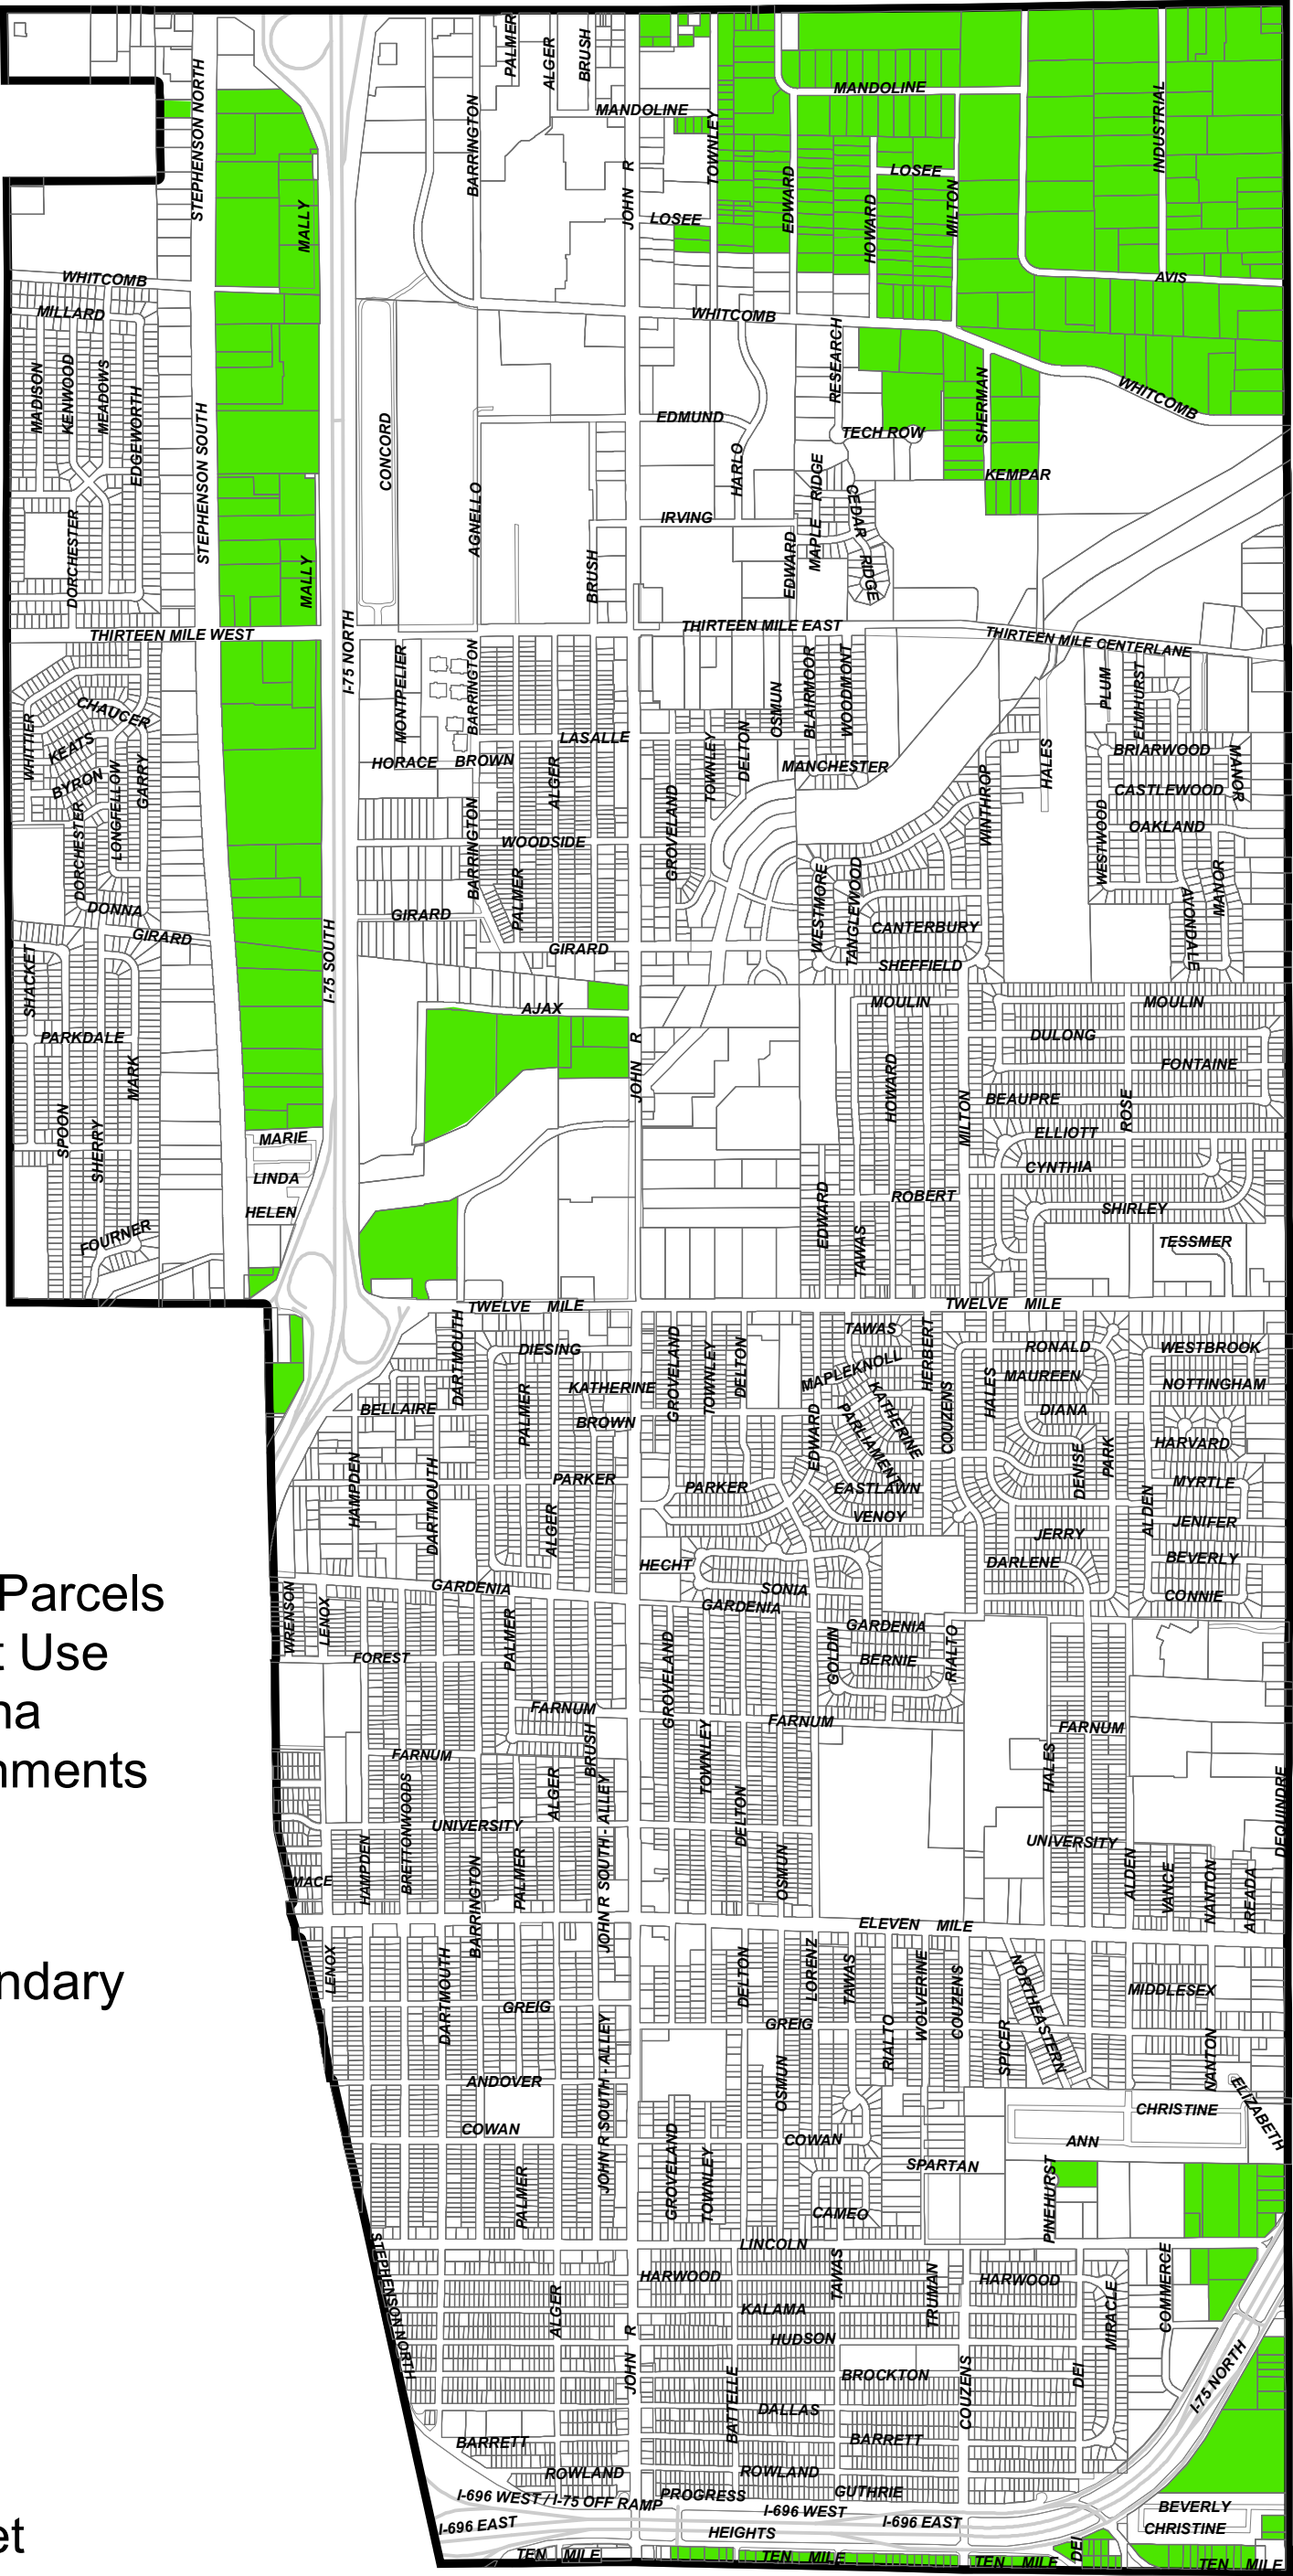 PALMER
ALGER
BRUSH
STEPHENSON NORTH
MANDOLINE
MANDOLINE
BARRINGTON
TOWNLEY
INDUSTRIAL
JOHN R
EDWARD
LOSEE
HOWARD
MILTON
MALLY
LOSEE
WHITCOMB
AVIS
MILLARD
WHITCOMB
RESEARCH
MADISON
KENWOOD
MEADOWS
EDGEWORTH
STEPHENSON SOUTH
CONCORD
EDMUND
SHERMAN
WHITCOMB
TECH ROW
HARLO
KEMPAR
AGNELLO
IRVING
MAPLE RIDGE
CEDAR RIDGE
DORCHESTER
MALLY
BRUSH
EDWARD
THIRTEEN MILE WEST
I-75 NORTH
THIRTEEN MILE EAST
THIRTEEN MILE CENTERLANE
MONTPELIER
BARRINGTON
OSMUN
BLAIRMOOR
WOODMONT
PLUM
ELMHURST
CHAUCER
WHITTIER
KEATS
BYRON
LONGFELLOW
GARRY
LASALLE
HORACE BROWN
ALGER
TOWNLEY
DELTON
MANCHESTER
HALES
BRIARWOOD
MANOR
CASTLEWOOD
OAKLAND
DORCHESTER
BARRINGTON
WOODSIDE
GROVELAND
WINTHROP
WESTWOOD
PALMER
WESTMORE
TANGLEWOOD
MANOR
AVONDALE
DONNA
GIRARD
GIRARD
GIRARD
CANTERBURY
SHEFFIELD
SHACKET
I-75 SOUTH
AJAX
MOULIN
MOULIN
PARKDALE
MARK
JOHN R
DULONG
FONTAINE
HOWARD
MILTON
BEAUPRE
ROSE
SPOON
SHERRY
MARIE
ELLIOTT
CYNTHIA
LINDA
HELEN
EDWARD
ROBERT
SHIRLEY
FOURNER
TAWAS
TESSMER
TWELVE MILE
TWELVE MILE
DARTMOUTH
DIESING
GROVELAND
TOWNLEY
DELTON
TAWAS
HERBERT
RONALD
WESTBROOK
MAPLEKNOLL
MAUREEN
KATHERINE
KATHERINE
NOTTINGHAM
BELLAIRE
PALMER
BROWN
EDWARD
PARLIAMENT
COUZENS
HALES
DIANA
HARVARD
HAMPDEN
DARTMOUTH
PARKER
PARKER
EASTLAWN
DENISE
PARK
MYRTLE
ALGER
VENOY
ALDEN
JENIFER
JERRY
HECHT
DARLENE
BEVERLY
GARDENIA
SONIA
CONNIE
Parcels
WRENSON
LENOX
GARDENIA
PALMER
GARDENIA
Use
FOREST
GROVELAND
GOLDIN
BERNIE
RIALTO
FARNUM
FARNUM
FARNUM
FARNUM
BRUSH
TOWNLEY
HALES
DEQUINDRE
BRETTONWOODS
ALGER
JOHN R SOUTH - ALLEY
DELTON
UNIVERSITY
UNIVERSITY
MACE
HAMPDEN
BARRINGTON
PALMER
OSMUN
ALDEN
VANCE
NANTON
AREADA
ELEVEN MILE
LENOX
DARTMOUTH
DELTON
LORENZ
TAWAS
WOLVERINE
COUZENS
NORTHEASTERN
MIDDLESEX
GREIG
GREIG
RIALTO
SPICER
NANTON
JOHN R SOUTH - ALLEY
OSMUN
ANDOVER
ELIZABETH
CHRISTINE
COWAN
COWAN
ANN
PALMER
GROVELAND
TOWNLEY
SPARTAN
PINEHURST
CAMEO
LINCOLN
STEPHENSON NORTH
HARWOOD
TAWAS
TRUMAN
HARWOOD
COMMERCE
ALGER
KALAMA
MIRACLE
HUDSON
JOHN R
BATTELLE
BROCKTON
COUZENS
DEI
I-75 NORTH
DALLAS
BARRETT
BARRETT
ROWLAND
ROWLAND
PROGRESS
GUTHRIE
I-696 WEST / I-75 OFF RAMP
I-696 WEST
BEVERLY
I-696 EAST
I-696 EAST
CHRISTINE
HEIGHTS
DEI
TEN MILE
TEN MILE
TEN MILE
TEN MILE